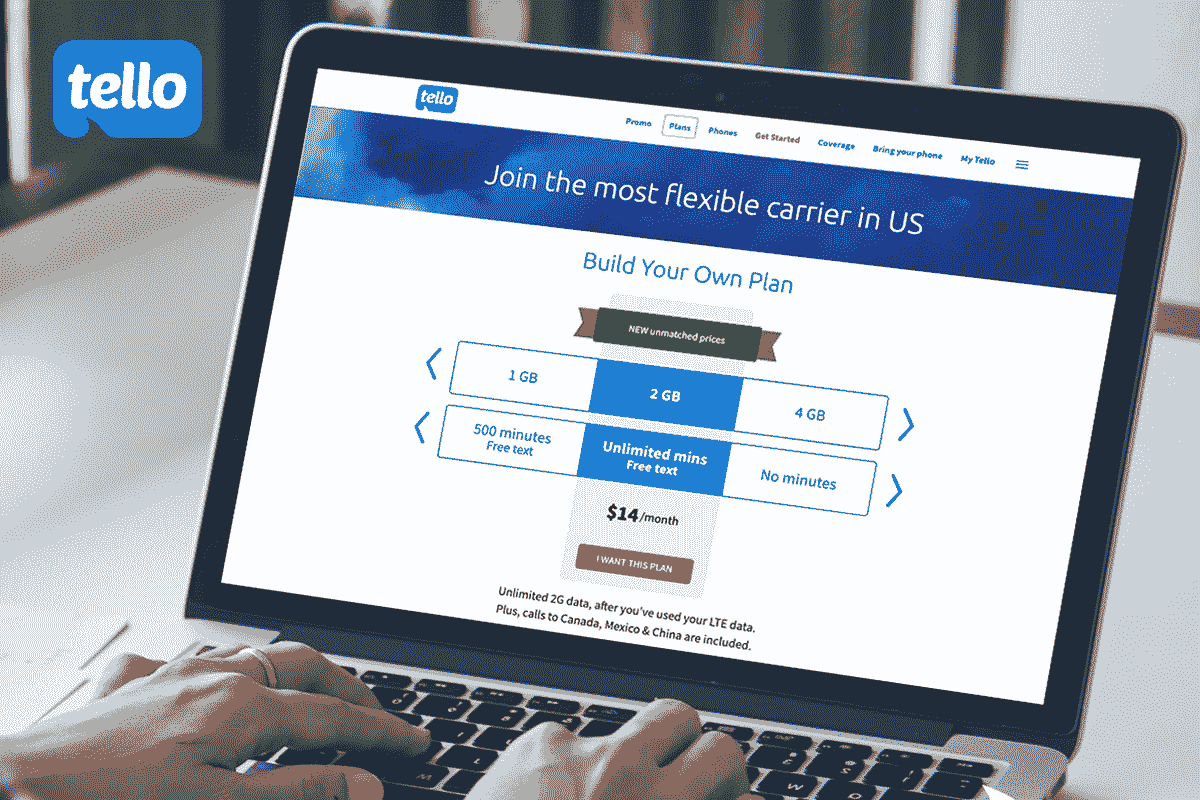 tello
tello
Promo Plans Phones Get Started Coverage Bring your phone My Tello
Join the most flexible carrier in US
Build Your Own Plan
NEW unmatched prices
1 GB 2 GB 4 GB
500 minutes Unlimited mins No minutes
Free text Free text
$14/month
I WANT THIS PLAN
Unlimited 2G data, after you've used your LTE data.
Plus, calls to Canada, Mexico & China are included.